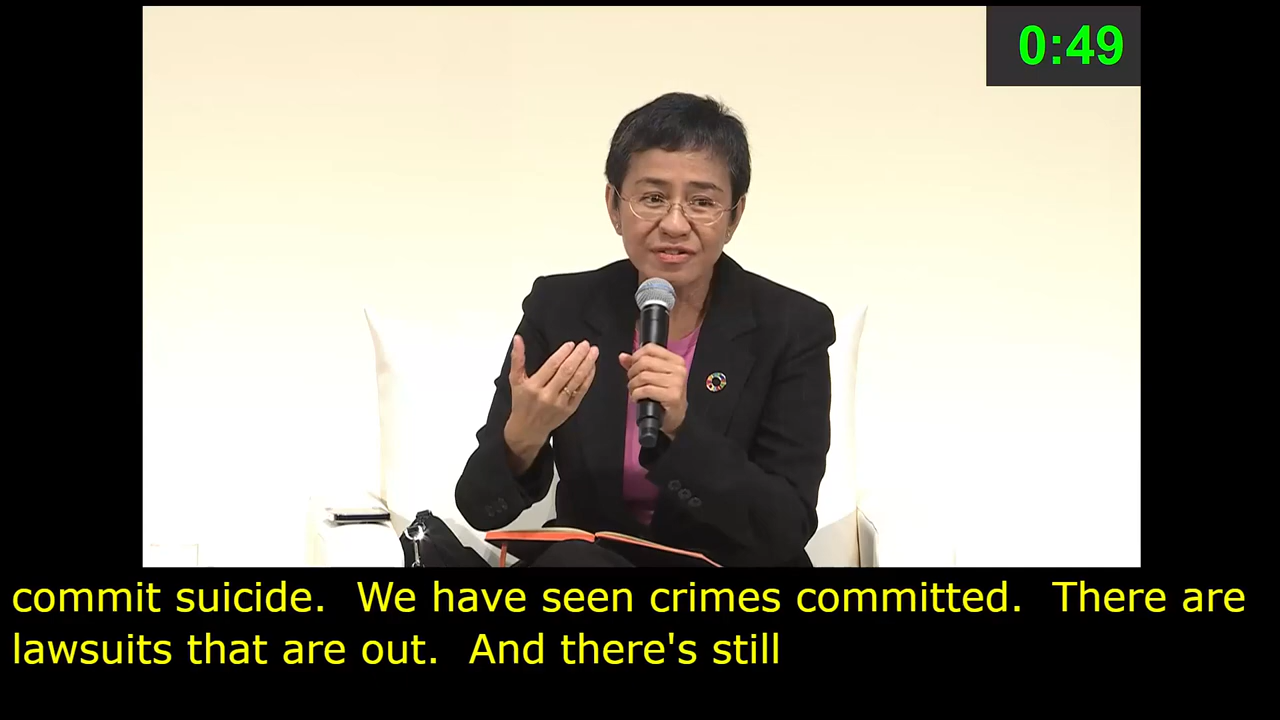 0:49
commit suicide.  We have seen crimes committed.  There are
lawsuits that are out.  And there's still